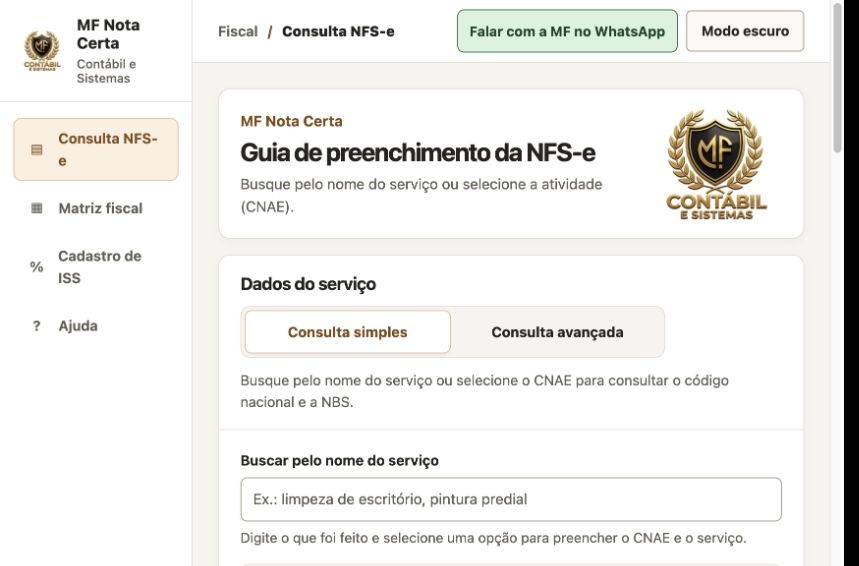 MF Nota
Certa
Contábil e
Sistemas
MF
CONTÁBIL
E SISTEMAS
Consulta NFS-
e
Matriz fiscal
%
Cadastro de
ISS
?
Ajuda
Fiscal / Consulta NFS-e
Falar com a MF no WhatsApp
Modo escuro
MF Nota Certa
Guia de preenchimento da NFS-e
Busque pelo nome do serviço ou selecione a atividade
(CNAE).
MF
CONTÁBIL
E SISTEMAS
Dados do serviço
Consulta simples
Consulta avançada
Busque pelo nome do serviço ou selecione o CNAE para consultar o código
nacional e a NBS.
Buscar pelo nome do serviço
Ex.: limpeza de escritório, pintura predial
Digite o que foi feito e selecione uma opção para preencher o CNAE e o serviço.